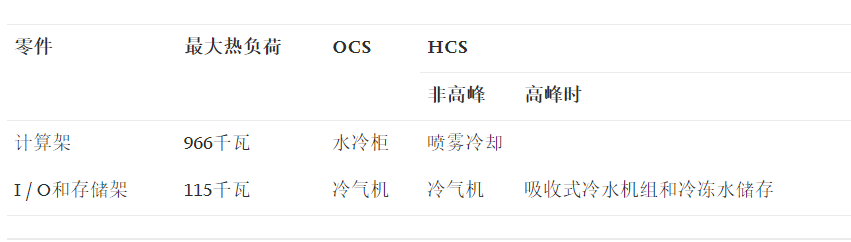 零件 最大热负荷 OCS HCS
非高峰 高峰时
计算架 966千瓦 水冷柜 喷雾冷却
I / O和存储架 115千瓦 冷气机 冷气机 吸收式冷水机组和冷冻水储存